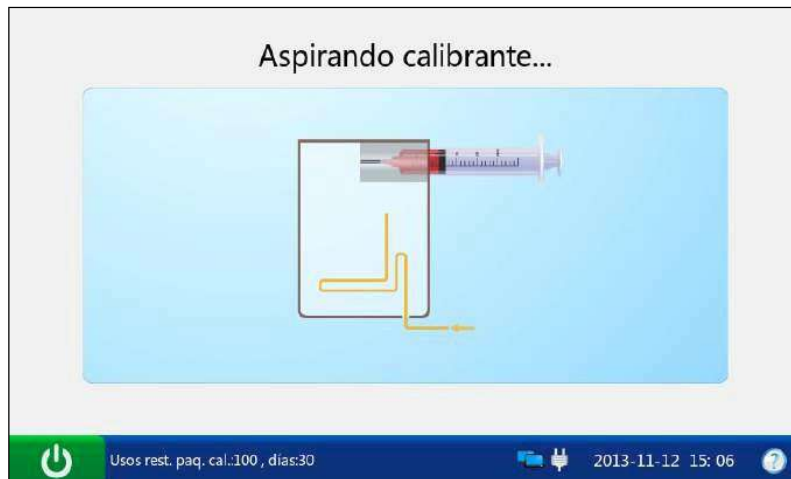 Aspirando calibrante...
Usos rest. paq. cal.:100 , días:30
2013-11-12 15: 06
?